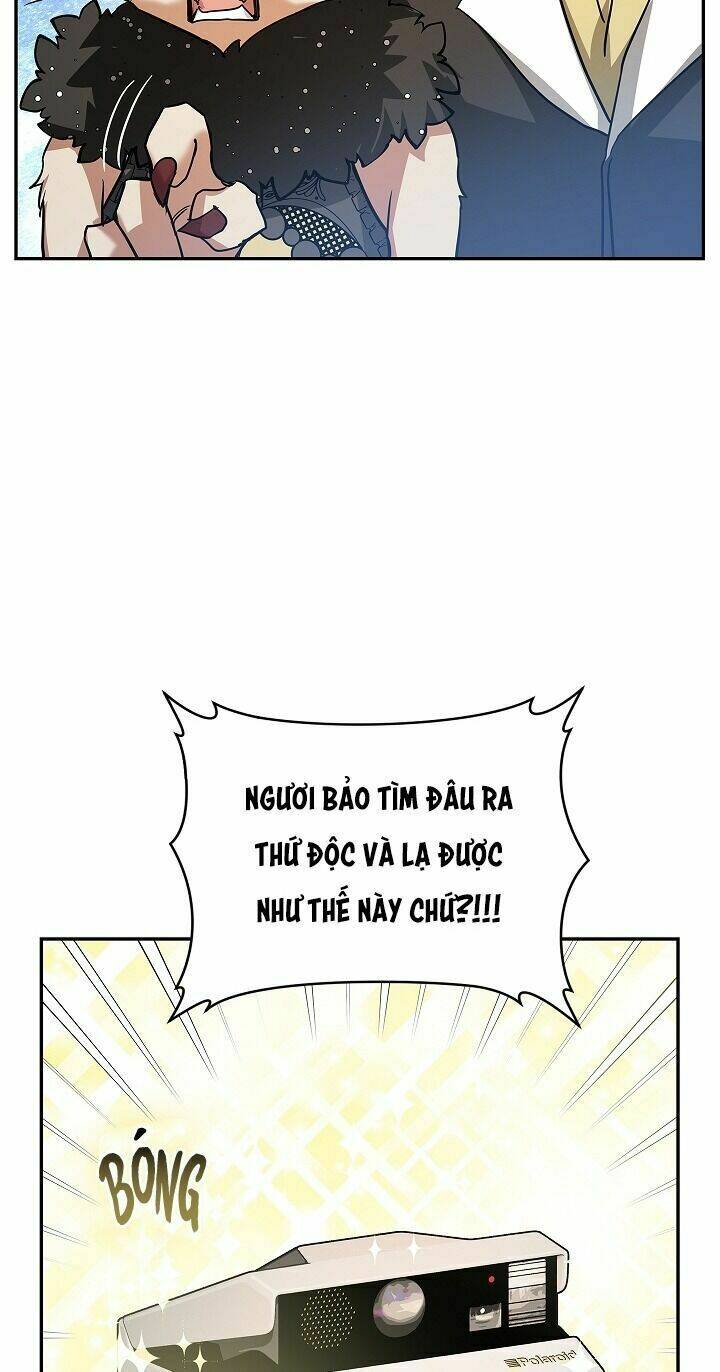 NGƯƠI BẢO TÌM ĐÂU RA
THỨ ĐỘC VÀ LẠ ĐƯỢC
NHƯ THẾ NÀY CHỨ?!!!
BÓNG
Polaroid